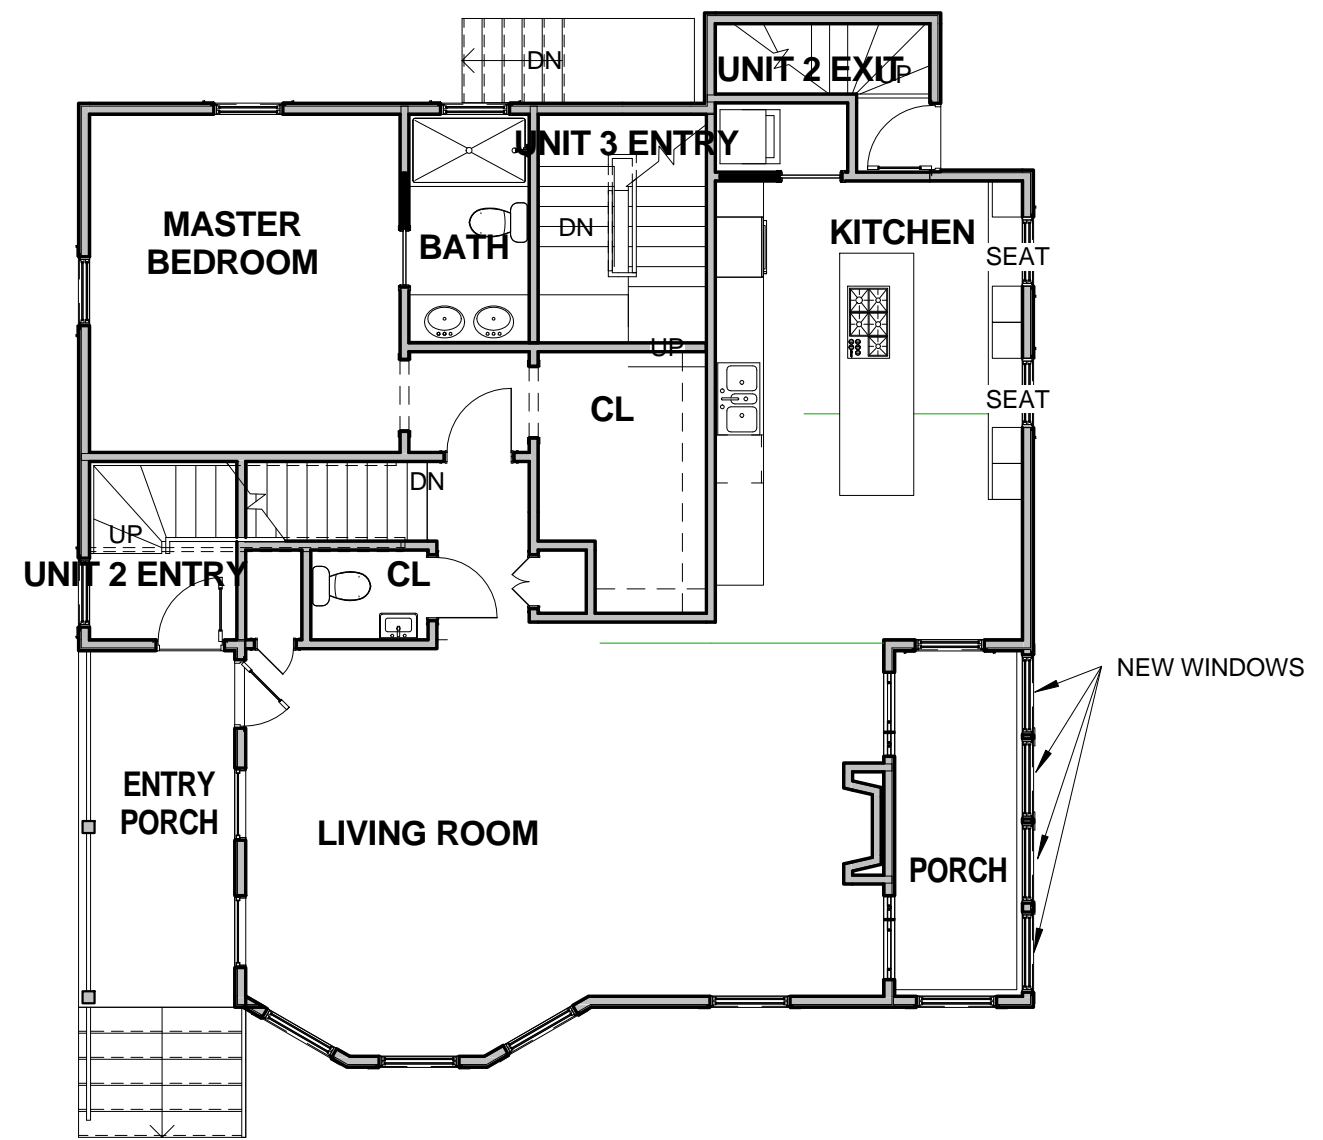 DN
UNIT 2 EXIT
UP
UNIT 3 ENTRY
MASTER
BEDROOM
BATH
DN
KITCHEN
SEAT
UP
CL
SEAT
DN
UP
UNIT 2 ENTRY
CL
NEW WINDOWS
ENTRY
PORCH
LIVING ROOM
PORCH